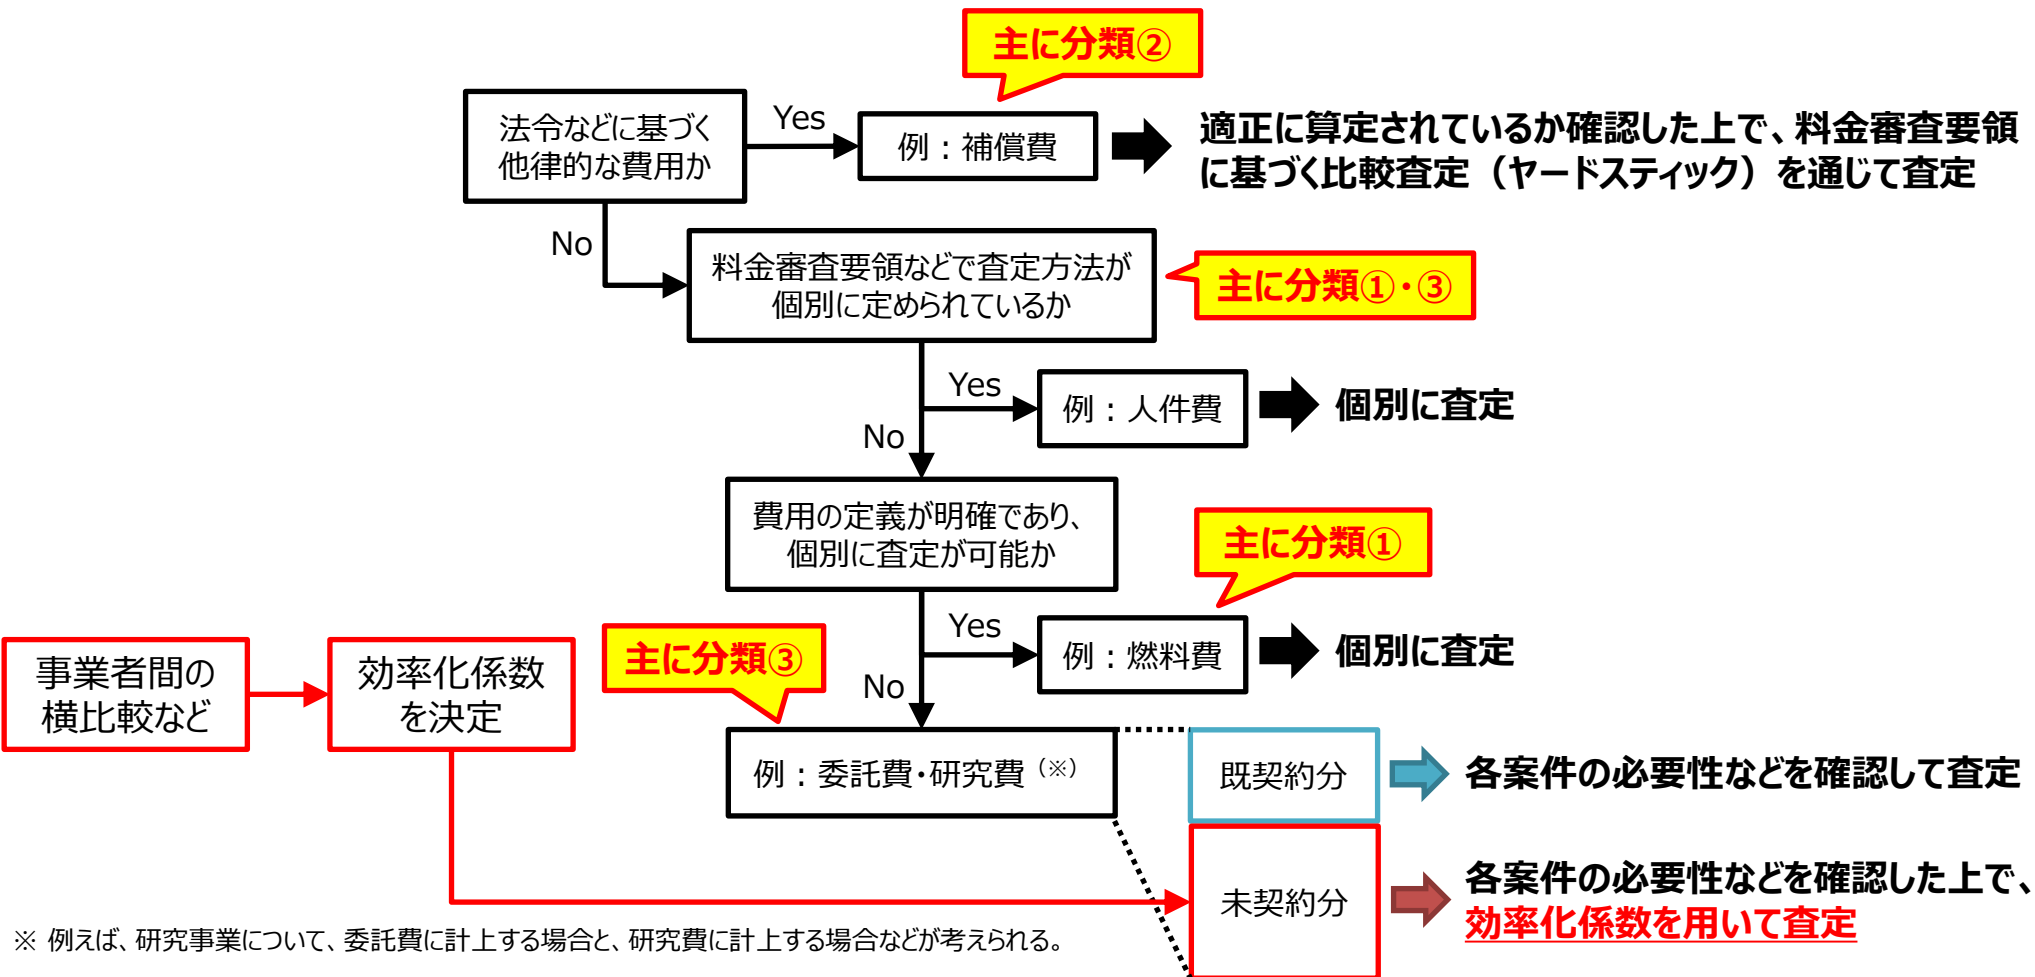 主に分類②
法令などに基づく
他律的な費用か
Yes
例：補償費
適正に算定されているか確認した上で、料金審査要領
に基づく比較査定（ヤードスティック）を通じて査定
No
料金審査要領などで査定方法が
個別に定められているか
主に分類①・③
Yes
例：人件費
個別に査定
No
費用の定義が明確であり、
個別に査定が可能か
主に分類①
Yes
例：燃料費
個別に査定
主に分類③
No
事業者間の
横比較など
効率化係数
を決定
例：委託費・研究費（※）
既契約分
各案件の必要性などを確認して査定
未契約分
各案件の必要性などを確認した上で、
効率化係数を用いて査定
※ 例えば、研究事業について、委託費に計上する場合と、研究費に計上する場合などが考えられる。